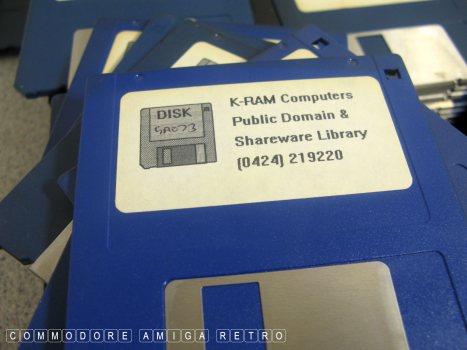 K-RAM Computers
Public Domain &
Shareware Library
(0424) 219220
DISK
GA073
COMMODORE AMIGA RETRO